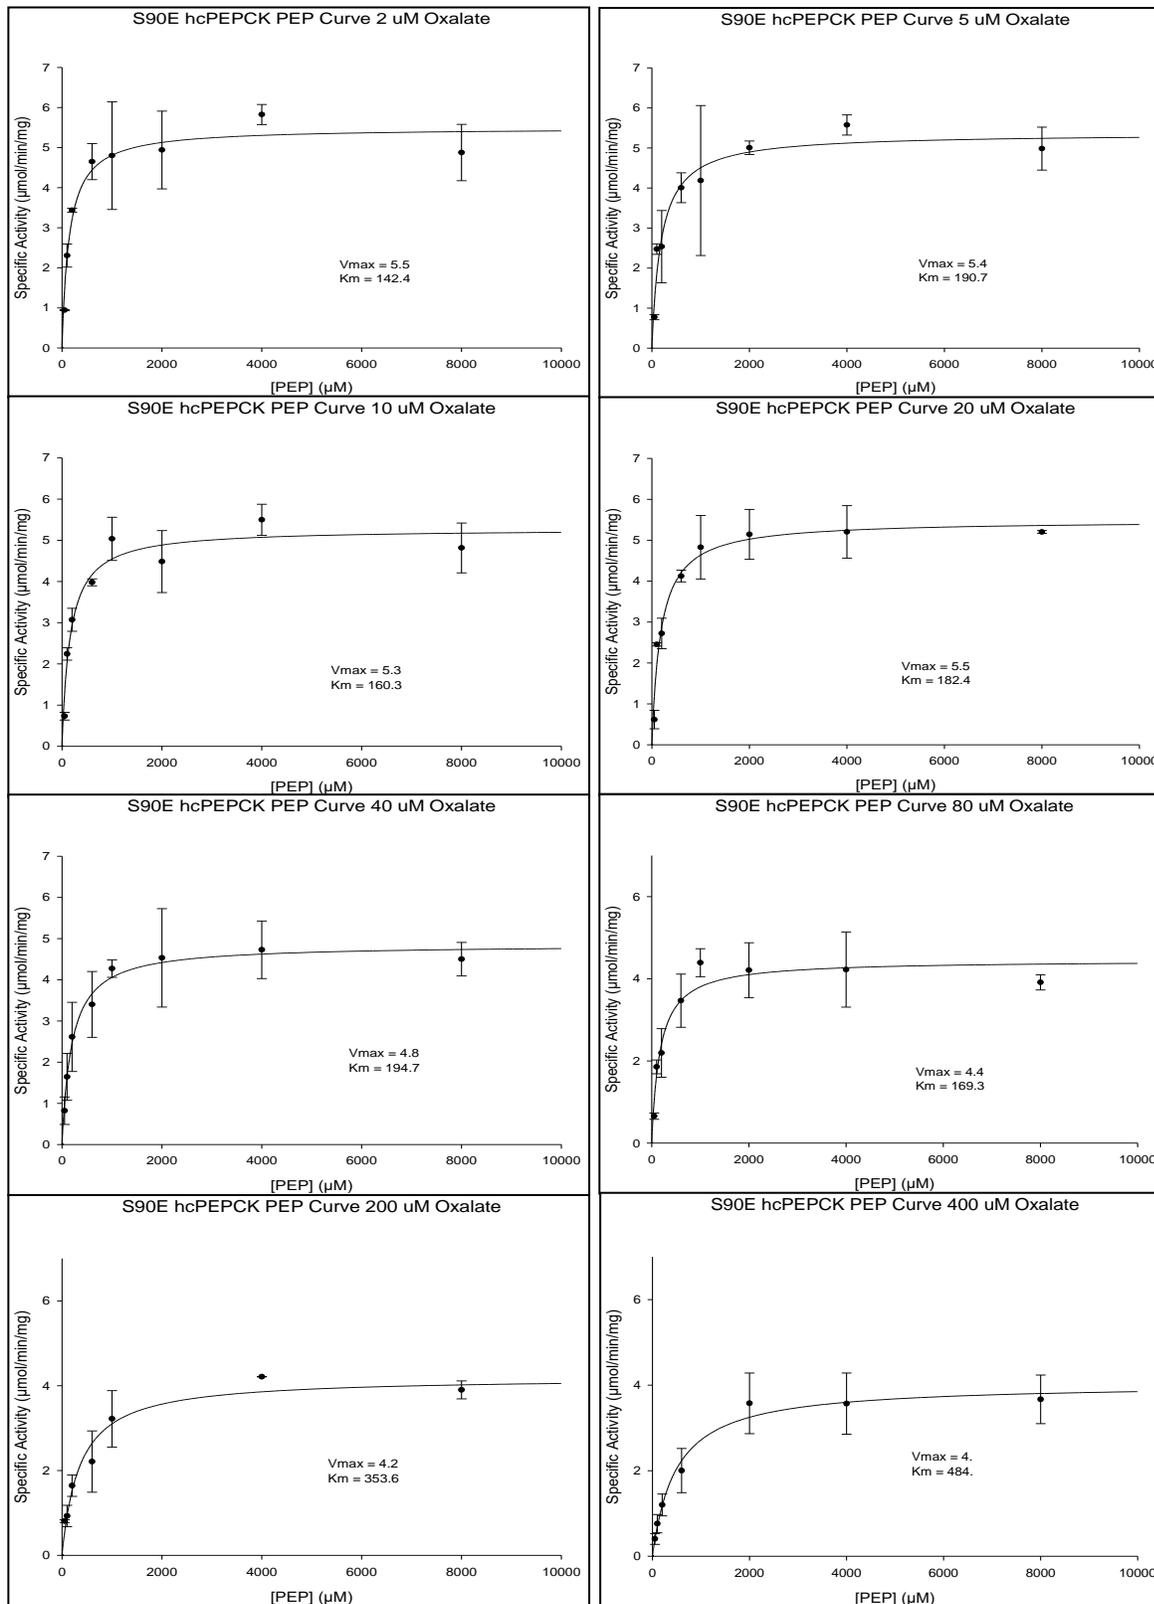 S90E hcPEPCK PEP Curve 2 uM Oxalate
7
6
5
4
3
2
1
0
Specific Activity (µmol/min/mg)
Vmax = 5.5
Km = 142.4
0 2000 4000 6000 8000 10000
[PEP] (µM)
S90E hcPEPCK PEP Curve 5 uM Oxalate
7
6
5
4
3
2
1
0
Specific Activity (µmol/min/mg)
Vmax = 5.4
Km = 190.7
0 2000 4000 6000 8000 10000
[PEP] (µM)
S90E hcPEPCK PEP Curve 10 uM Oxalate
7
6
5
4
3
2
1
0
Specific Activity (µmol/min/mg)
Vmax = 5.3
Km = 160.3
0 2000 4000 6000 8000 10000
[PEP] (µM)
S90E hcPEPCK PEP Curve 20 uM Oxalate
7
6
5
4
3
2
1
0
Specific Activity (µmol/min/mg)
Vmax = 5.5
Km = 182.4
0 2000 4000 6000 8000 10000
[PEP] (µM)
S90E hcPEPCK PEP Curve 40 uM Oxalate
7
6
5
4
3
2
1
0
Specific Activity (µmol/min/mg)
Vmax = 4.8
Km = 194.7
0 2000 4000 6000 8000 10000
[PEP] (µM)
S90E hcPEPCK PEP Curve 80 uM Oxalate
6
4
2
0
Specific Activity (µmol/min/mg)
Vmax = 4.4
Km = 169.3
0 2000 4000 6000 8000 10000
[PEP] (µM)
S90E hcPEPCK PEP Curve 200 uM Oxalate
6
4
2
0
Specific Activity (µmol/min/mg)
Vmax = 4.2
Km = 353.6
0 2000 4000 6000 8000 10000
[PEP] (µM)
S90E hcPEPCK PEP Curve 400 uM Oxalate
6
4
2
0
Specific Activity (µmol/min/mg)
Vmax = 4.
Km = 484.
0 2000 4000 6000 8000 10000
[PEP] (µM)